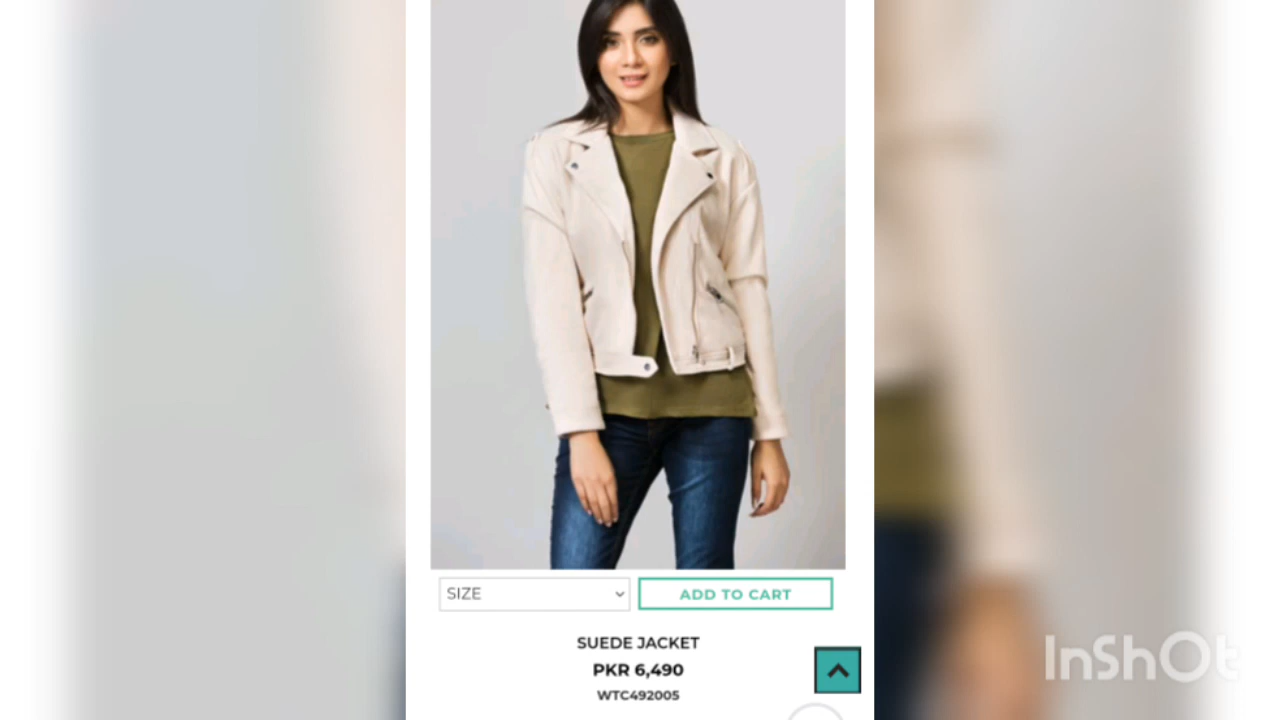 SIZE
ADD TO CART
SUEDE JACKET
PKR 6,490
WTC492005
InShOt